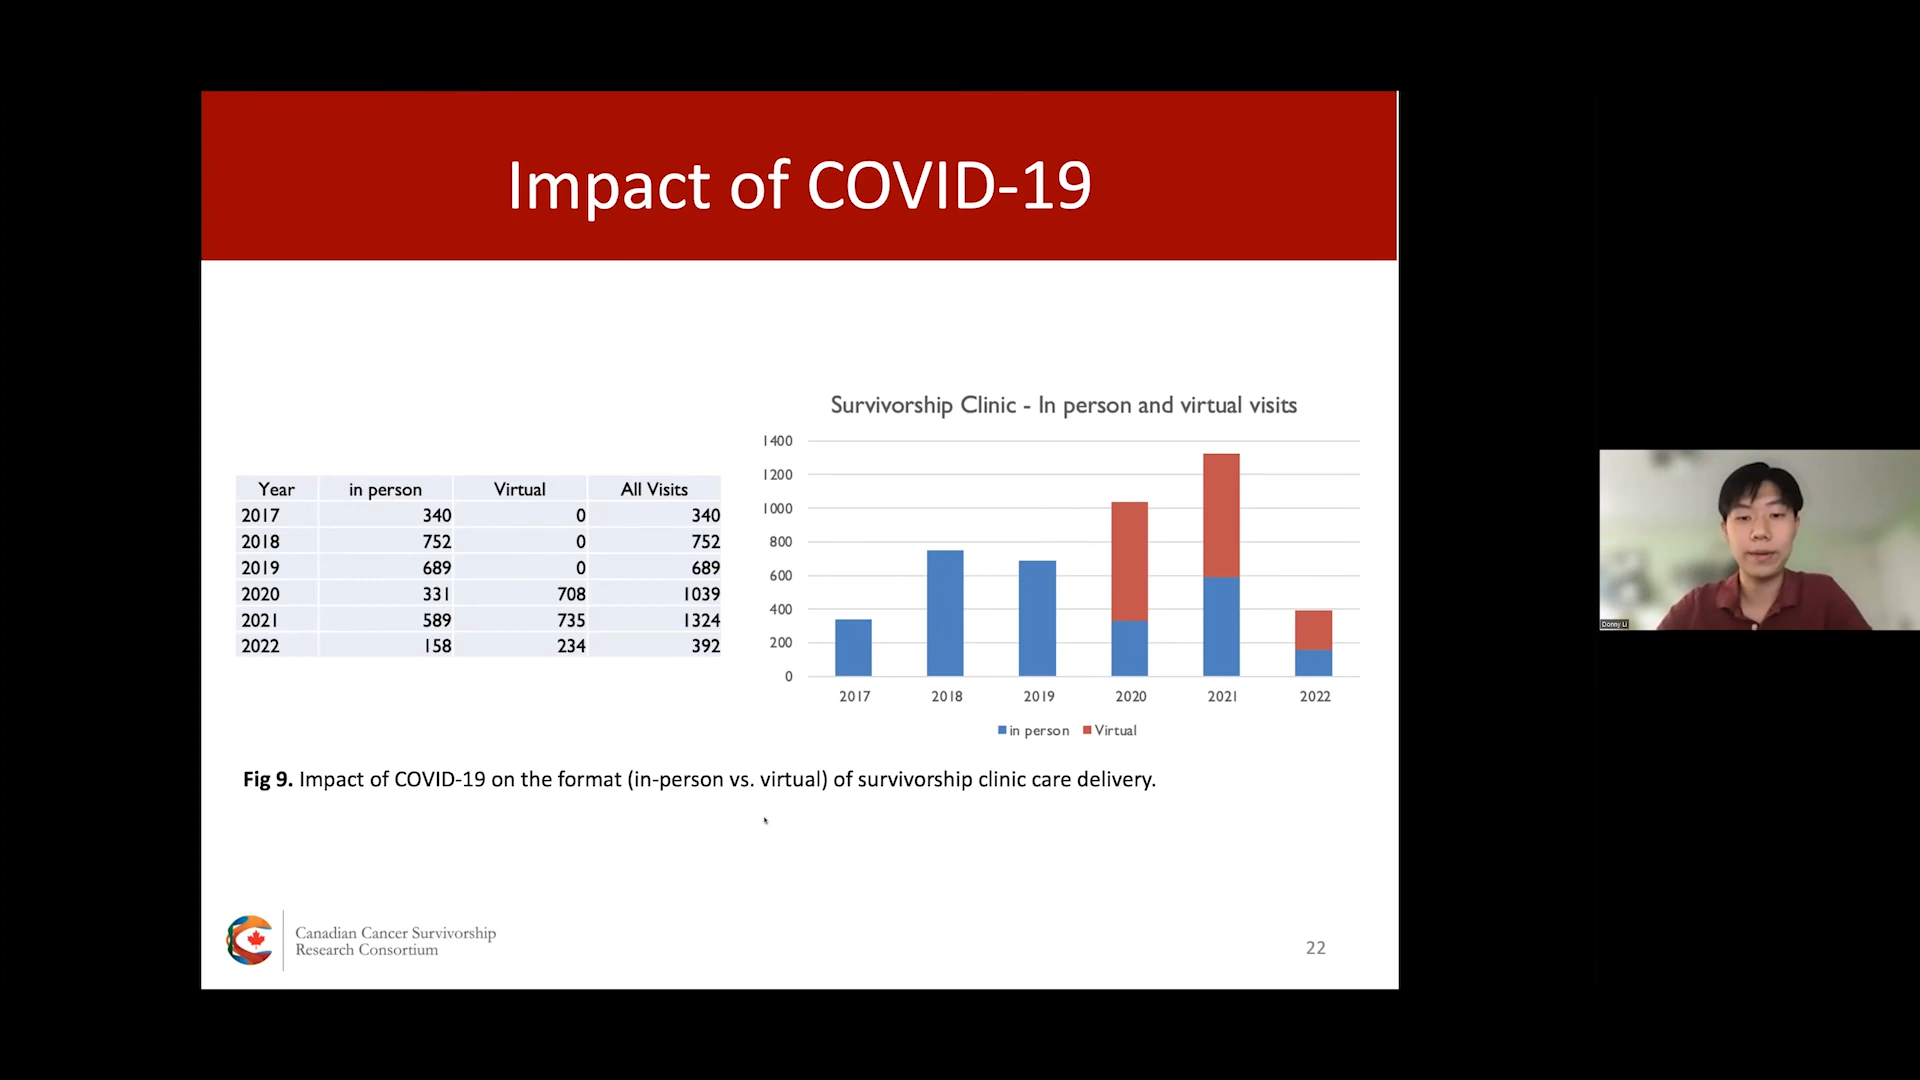 Impact of COVID-19
Year in person Virtual All Visits
2017 340 0 340
2018 752 0 752
2019 689 0 689
2020 331 708 1039
2021 589 735 1324
2022 158 234 392
Survivorship Clinic - In person and virtual visits
1400
1200
1000
800
600
400
200
0
2017 2018 2019 2020 2021 2022
in person Virtual
Fig 9. Impact of COVID-19 on the format (in-person vs. virtual) of survivorship clinic care delivery.
Canadian Cancer Survivorship
Research Consortium
22
Donny Li